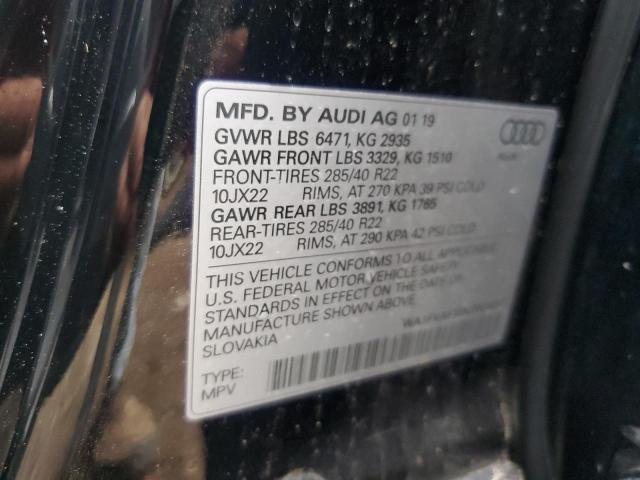 MFD. BY AUDI AG 01 19
GVWR LBS 6471, KG 2935
GAWR FRONT LBS 3329, KG 1510
FRONT-TIRES 285/40 R22
10JX22 RIMS, AT 270 KPA 39 PSI COLD
GAWR REAR LBS 3891, KG 1765
REAR-TIRES 285/40 R22
10JX22 RIMS, AT 290 KPA 42 PSI COLD
THIS VEHICLE CONFORMS TO ALL APPLICABLE
U.S. FEDERAL MOTOR VEHICLE SAFETY
STANDARDS IN EFFECT ON THE DATE OF
MANUFACTURE SHOWN ABOVE.
SLOVAKIA
TYPE:
MPV